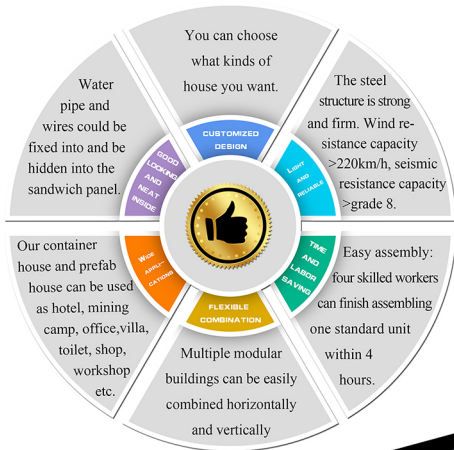 CUSTOMIZED
DESIGN
You can choose
what kinds of
house you want.
LIGHT
AND RELIABLE
The steel
structure is strong
and firm. Wind re-
sistance capacity
>220km/h, seismic
resistance capacity
>grade 8.
TIME
AND LABOR
SAVING
Easy assembly:
four skilled workers
can finish assembling
one standard unit
within 4
hours.
FLEXIBLE
COMBINATION
Multiple modular
buildings can be easily
combined horizontally
and vertically
WIDE
APPLI-
CATIONS
Our container
house and prefab
house can be used
as hotel, mining
camp, office,villa,
toilet, shop,
workshop
etc.
GOOD
LOOKING
AND NEAT
INSIDE
Water
pipe and
wires could be
fixed into and be
hidden into the
sandwich panel.